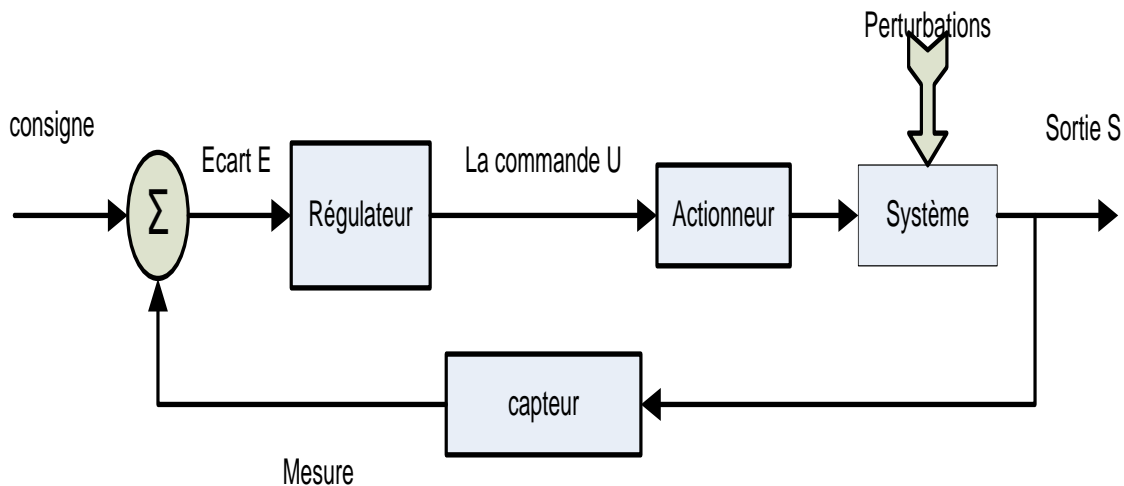 Perturbations
consigne
Sortie S
Ecart E
La commande U
Σ
Régulateur
Actionneur
Système
capteur
Mesure